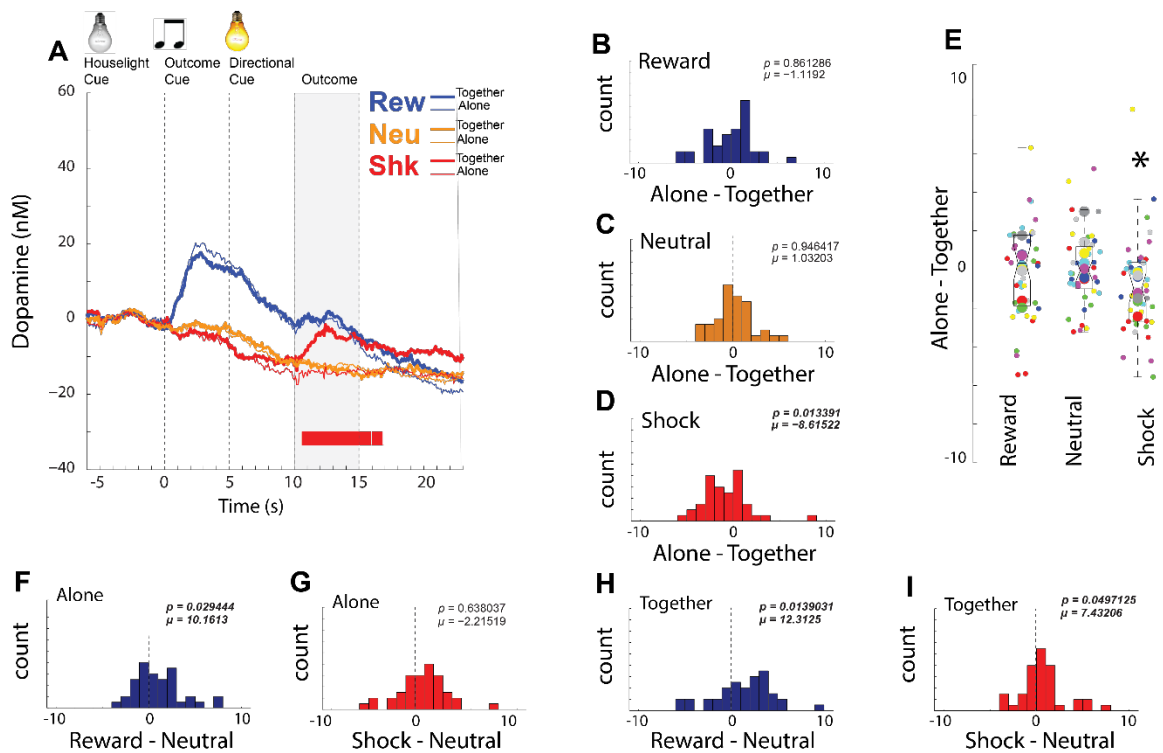 A
Houselight
Cue
Outcome
Cue
Directional
Cue
Outcome
60
40
20
0
−20
−40
Dopamine (nM)
-5
0
5
10
15
20
Time (s)
Rew
Together
Alone
Neu
Together
Alone
Shk
Together
Alone
B
Reward
p = 0.861286
μ = −1.1192
count
-10
0
10
Alone - Together
C
Neutral
p = 0.946417
μ = 1.03203
count
-10
0
10
Alone - Together
D
Shock
p = 0.013391
μ = −8.61522
count
-10
0
10
Alone - Together
E
10
0
-10
Alone - Together
*
Reward
Neutral
Shock
F
Alone
p = 0.029444
μ = 10.1613
count
-10
0
10
Reward - Neutral
G
Alone
p = 0.638037
μ = −2.21519
count
-10
0
10
Shock - Neutral
H
Together
p = 0.0139031
μ = 12.3125
count
-10
0
10
Reward - Neutral
I
Together
p = 0.0497125
μ = 7.43206
count
-10
0
10
Shock - Neutral